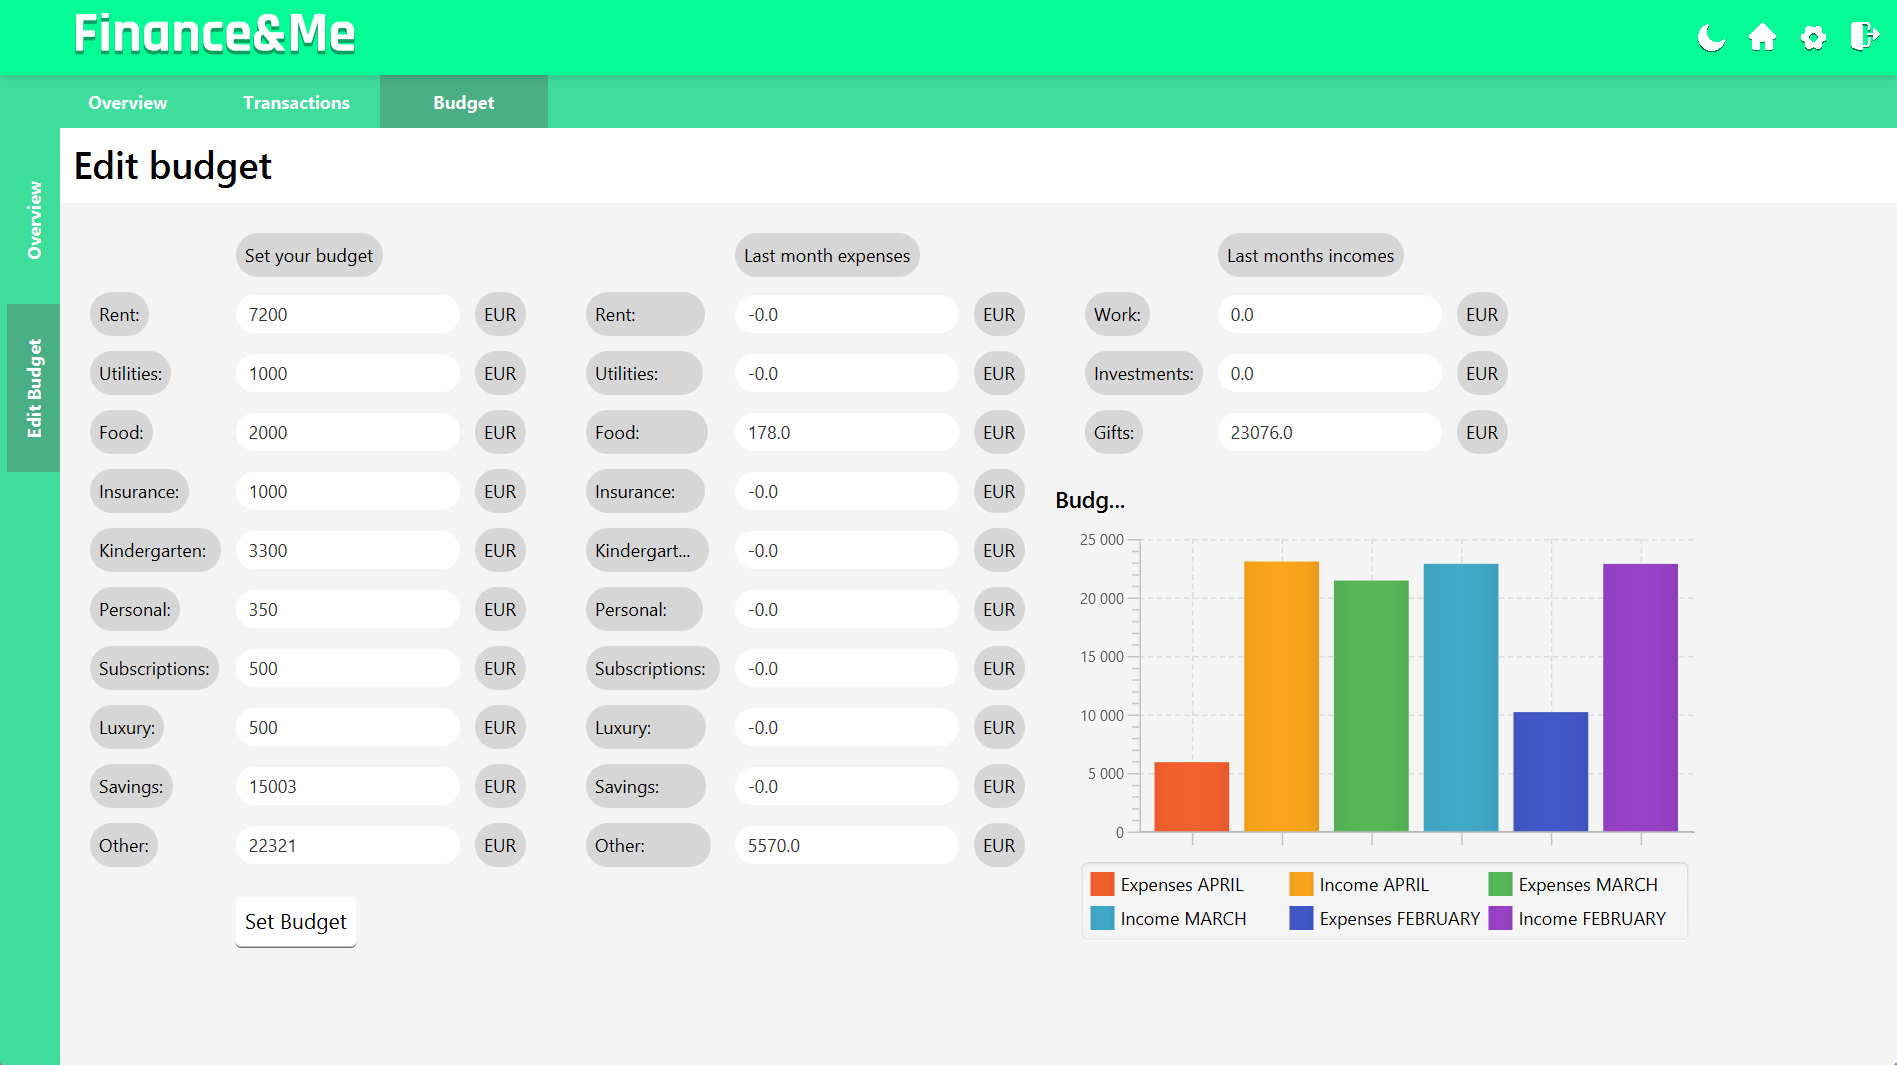 Finance&Me
Overview
Transactions
Budget
Overview
Edit Budget
Edit budget
Set your budget
Rent: 7200 EUR
Utilities: 1000 EUR
Food: 2000 EUR
Insurance: 1000 EUR
Kindergarten: 3300 EUR
Personal: 350 EUR
Subscriptions: 500 EUR
Luxury: 500 EUR
Savings: 15003 EUR
Other: 22321 EUR
Set Budget
Last month expenses
Rent: -0.0 EUR
Utilities: -0.0 EUR
Food: 178.0 EUR
Insurance: -0.0 EUR
Kindergart... -0.0 EUR
Personal: -0.0 EUR
Subscriptions: -0.0 EUR
Luxury: -0.0 EUR
Savings: -0.0 EUR
Other: 5570.0 EUR
Last months incomes
Work: 0.0 EUR
Investments: 0.0 EUR
Gifts: 23076.0 EUR
Budg...
25 000
20 000
15 000
10 000
5 000
0
Expenses APRIL Income APRIL Expenses MARCH
Income MARCH Expenses FEBRUARY Income FEBRUARY